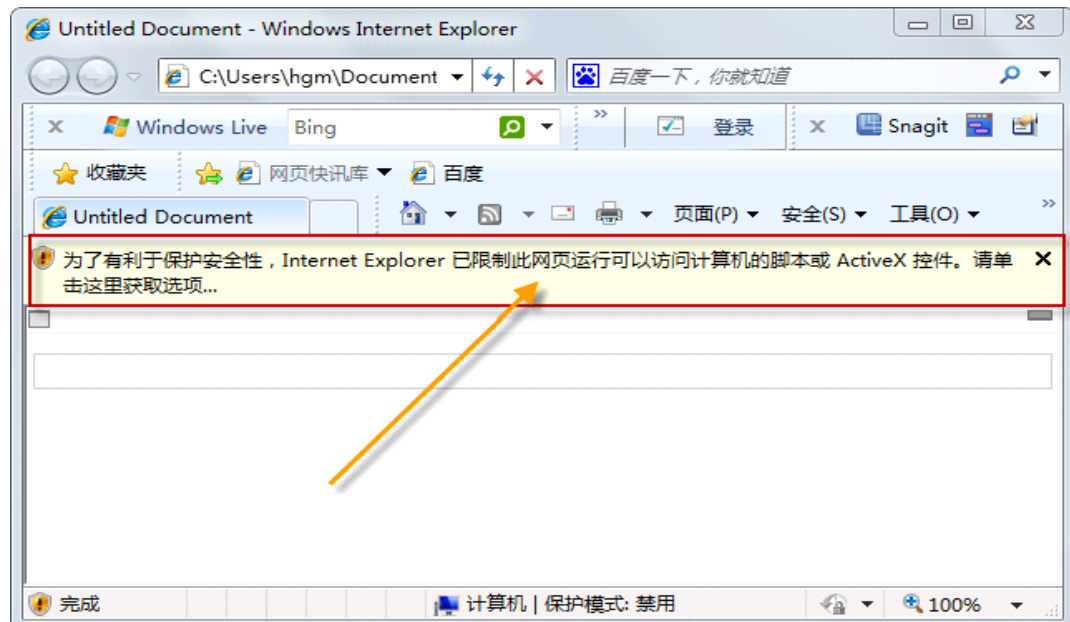 Untitled Document - Windows Internet Explorer
C:\Users\hgm\Document 百度一下，你就知道
Windows Live Bing 登录 Snagit
收藏夹 网页快讯库 百度
Untitled Document 页面(P) 安全(S) 工具(O)
为了有利于保护安全性，Internet Explorer 已限制此网页运行可以访问计算机的脚本或 ActiveX 控件。请单
击这里获取选项...
完成 计算机 | 保护模式: 禁用 100%